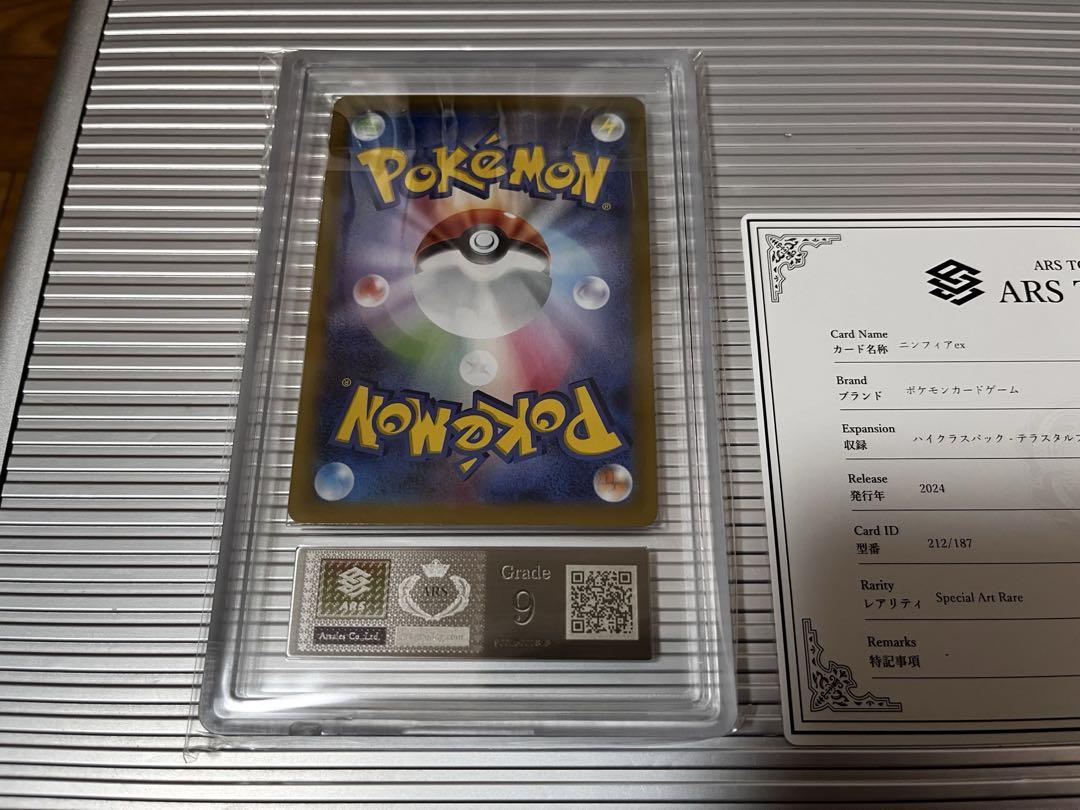 POKéMON
®
POKéMON
®
ARS
Arsales Co.,Ltd.
ARS
Grade
9
ARS
Card Name
カード名称 ニンフィアex
Brand
ブランド ポケモンカードゲーム
Expansion
収録 ハイクラスパック - テラスタル
Release
発行年 2024
Card ID
型番 212/187
Rarity
レアリティ Special Art Rare
Remarks
特記事項 -